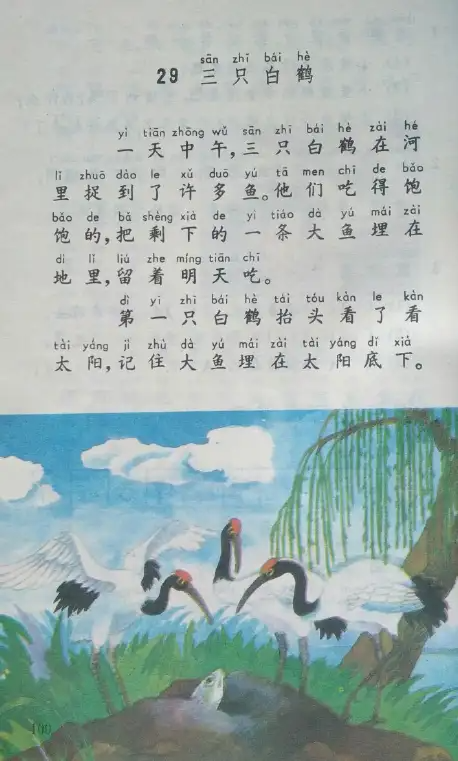 sān zhī bái hè
29 三只白鹤
yì tiān zhōng wǔ sān zhī bái hè zài hé
一天中午,三只白鹤在河
lǐ zhuō dào le xǔ duō yú tā men chī de bǎo
里捉到了许多鱼。他们吃得饱
bǎo de bǎ shèng xià de yì tiáo dà yú mái zài
饱的,把剩下的一条大鱼埋在
dì lǐ liú zhe míng tiān chī
地里,留着明天吃。
dì yī zhī bái hè tái tóu kàn le kàn
第一只白鹤抬头看了看
tài yáng jì zhù dà yú mái zài tài yáng dǐ xià
太阳,记住大鱼埋在太阳底下。
100